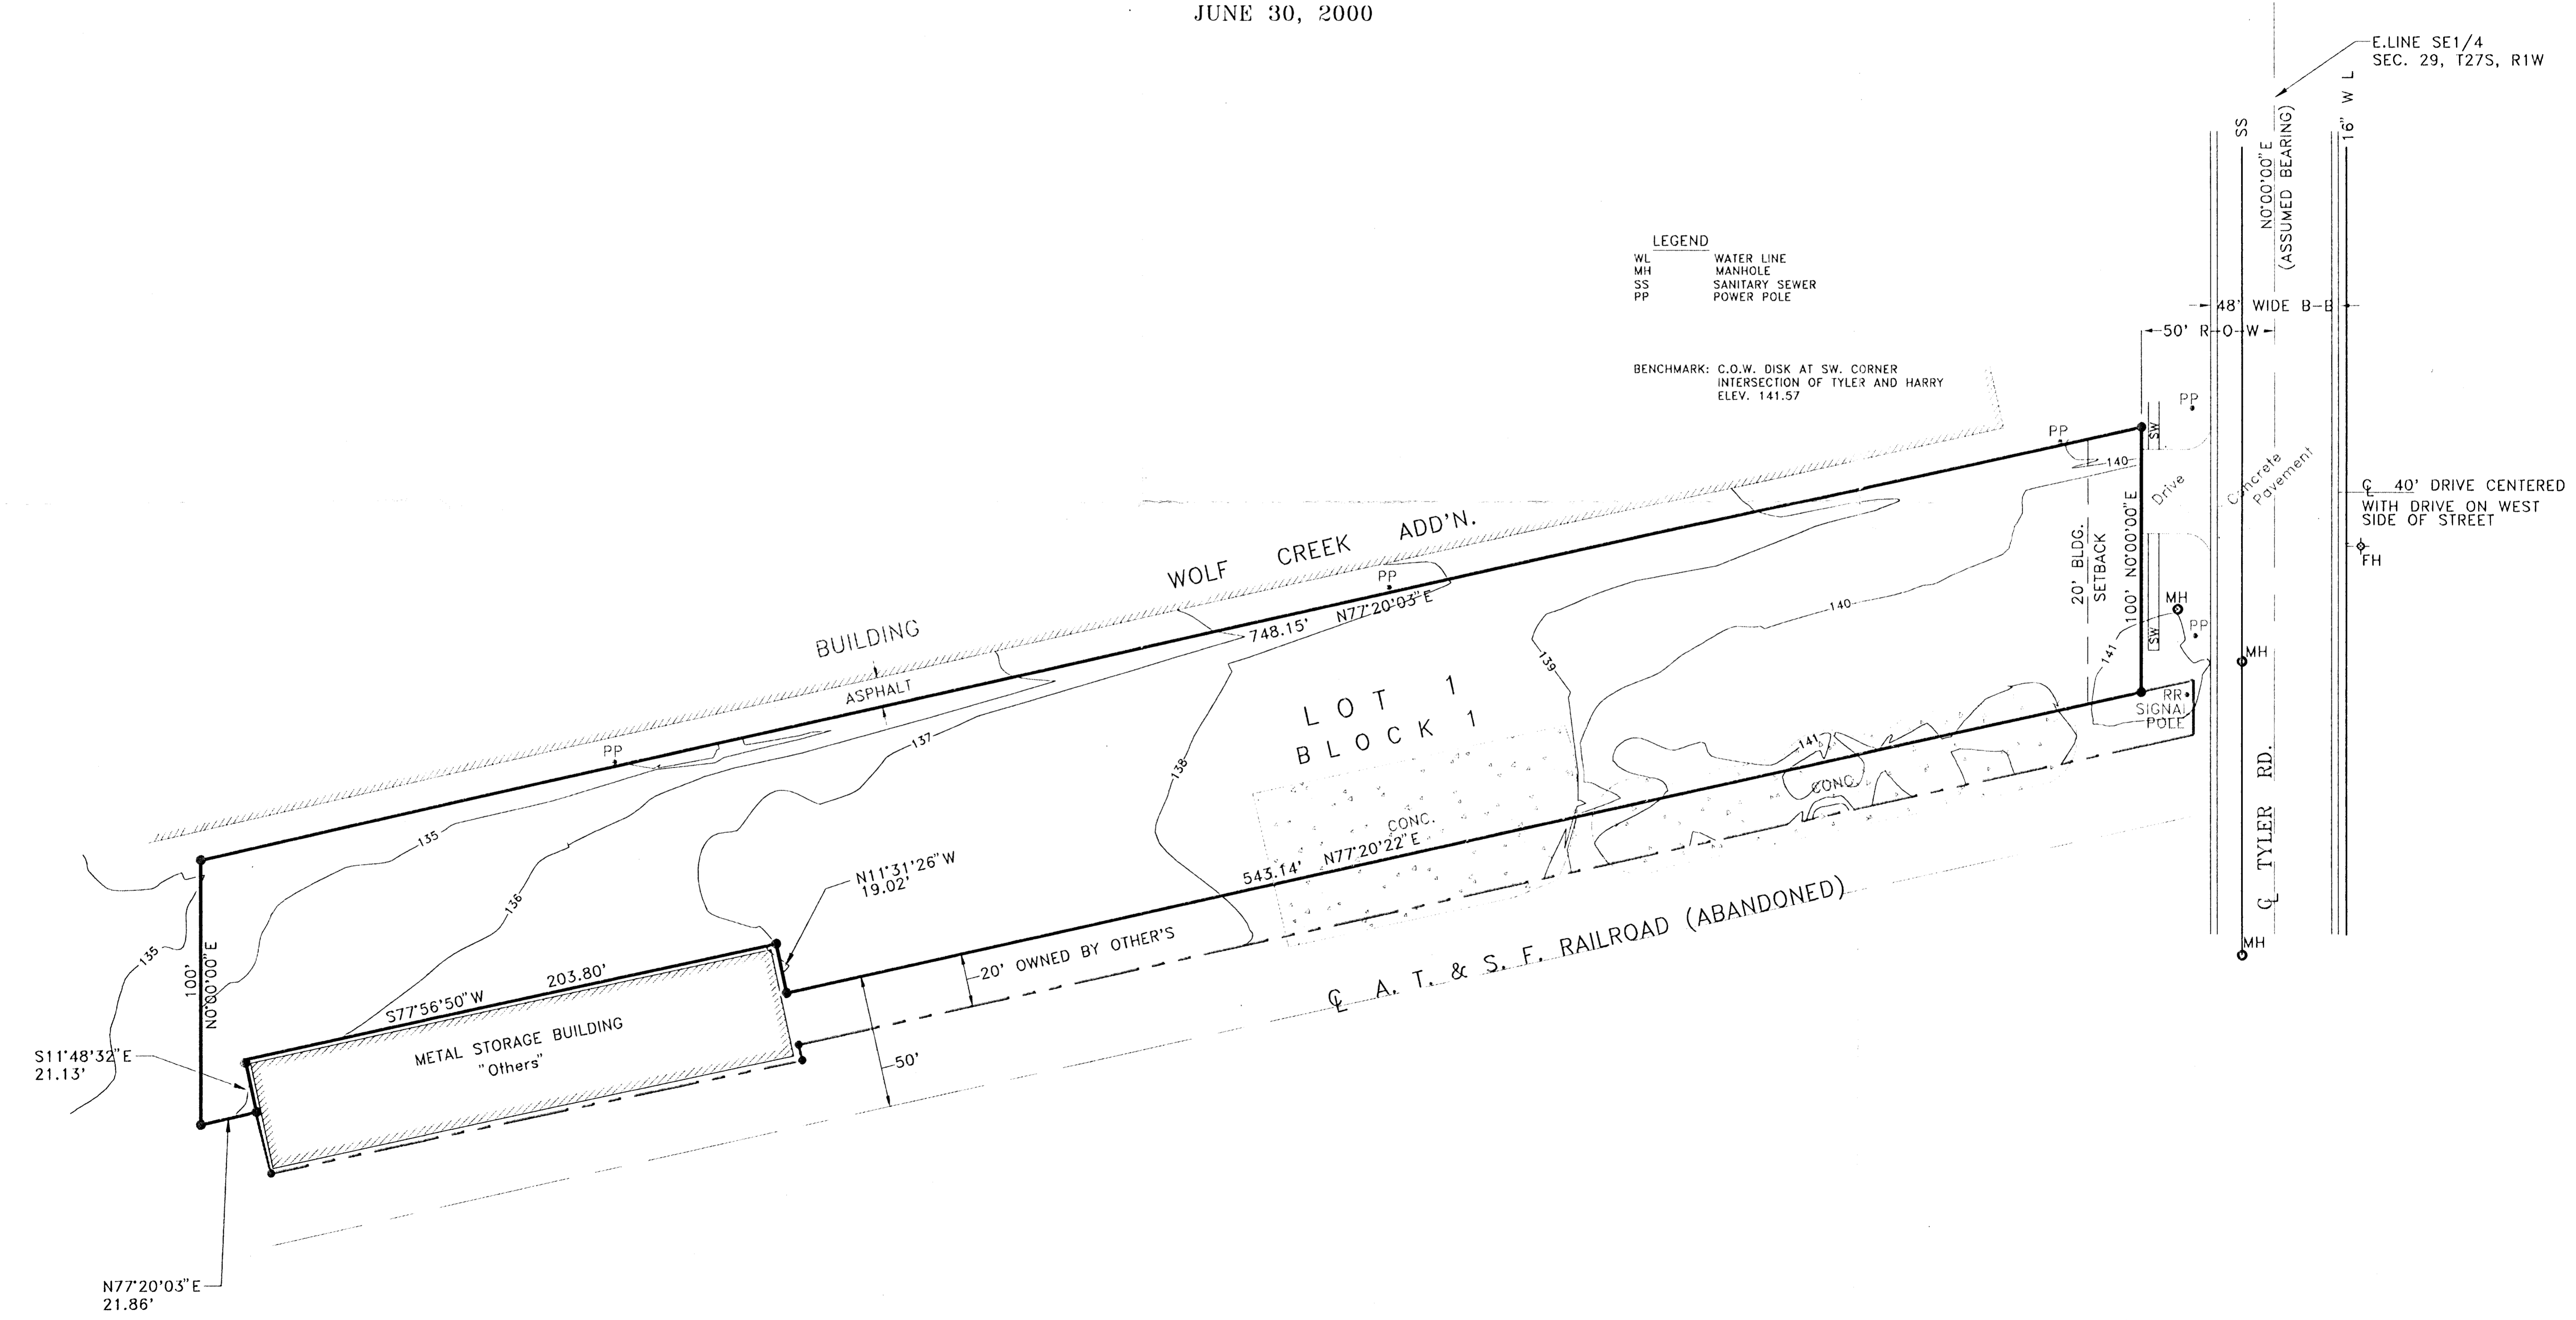 JUNE 30, 2000
E.LINE SE1/4
SEC. 29, T27S, R1W
SS
N0°00'00"E
(ASSUMED BEARING)
16" W L
LEGEND
WL WATER LINE
MH MANHOLE
SS SANITARY SEWER
PP POWER POLE
48' WIDE B-B
50' R-O-W
BENCHMARK: C.O.W. DISK AT SW. CORNER
INTERSECTION OF TYLER AND HARRY
ELEV. 141.57
PP
PP
SW
140
Drive
Concrete
Pavement
℄ 40' DRIVE CENTERED
WITH DRIVE ON WEST
SIDE OF STREET
FH
20' BLDG.
SETBACK
100' N0°00'00"E
MH
PP
SW
MH
141
RR
SIGNAL
POLE
WOLF CREEK ADD'N.
BUILDING
ASPHALT
PP
PP
748.15' N77°20'03"E
140
139
138
137
136
135
135
LOT 1
BLOCK 1
141
CONC.
CONC.
543.14' N77°20'22"E
N11°31'26"W
19.02'
100'
N0°00'00"E
203.80'
S77°56'50"W
METAL STORAGE BUILDING
"Others"
S11°48'32"E
21.13'
N77°20'03"E
21.86'
20' OWNED BY OTHER'S
50'
℄ A. T. & S. F. RAILROAD (ABANDONED)
℄ TYLER RD.
MH